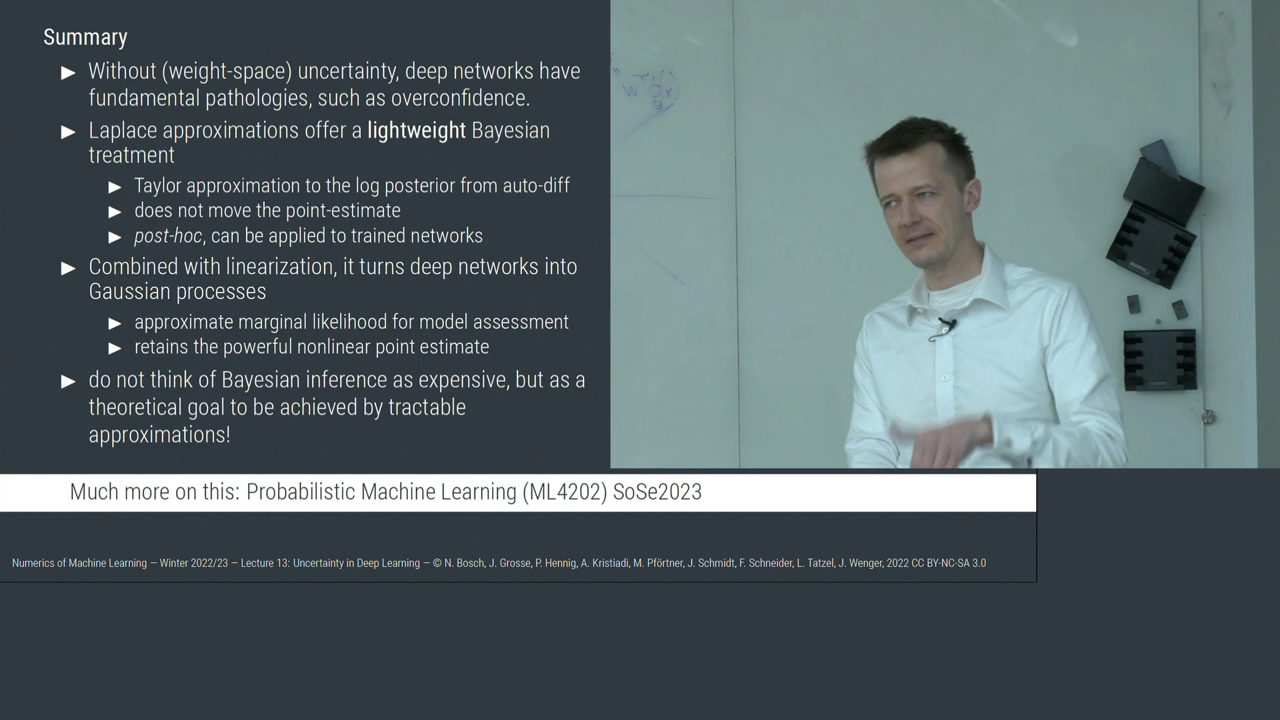 Summary
▶ Without (weight-space) uncertainty, deep networks have
fundamental pathologies, such as overconfidence.
▶ Laplace approximations offer a lightweight Bayesian
treatment
▶ Taylor approximation to the log posterior from auto-diff
▶ does not move the point-estimate
▶ post-hoc, can be applied to trained networks
▶ Combined with linearization, it turns deep networks into
Gaussian processes
▶ approximate marginal likelihood for model assessment
▶ retains the powerful nonlinear point estimate
▶ do not think of Bayesian inference as expensive, but as a
theoretical goal to be achieved by tractable
approximations!
Much more on this: Probabilistic Machine Learning (ML4202) SoSe2023
Numerics of Machine Learning — Winter 2022/23 — Lecture 13: Uncertainty in Deep Learning — © N. Bosch, J. Grosse, P. Hennig, A. Kristiadi, M. Pförtner, J. Schmidt, F. Schneider, L. Tatzel, J. Wenger, 2022 CC BY-NC-SA 3.0